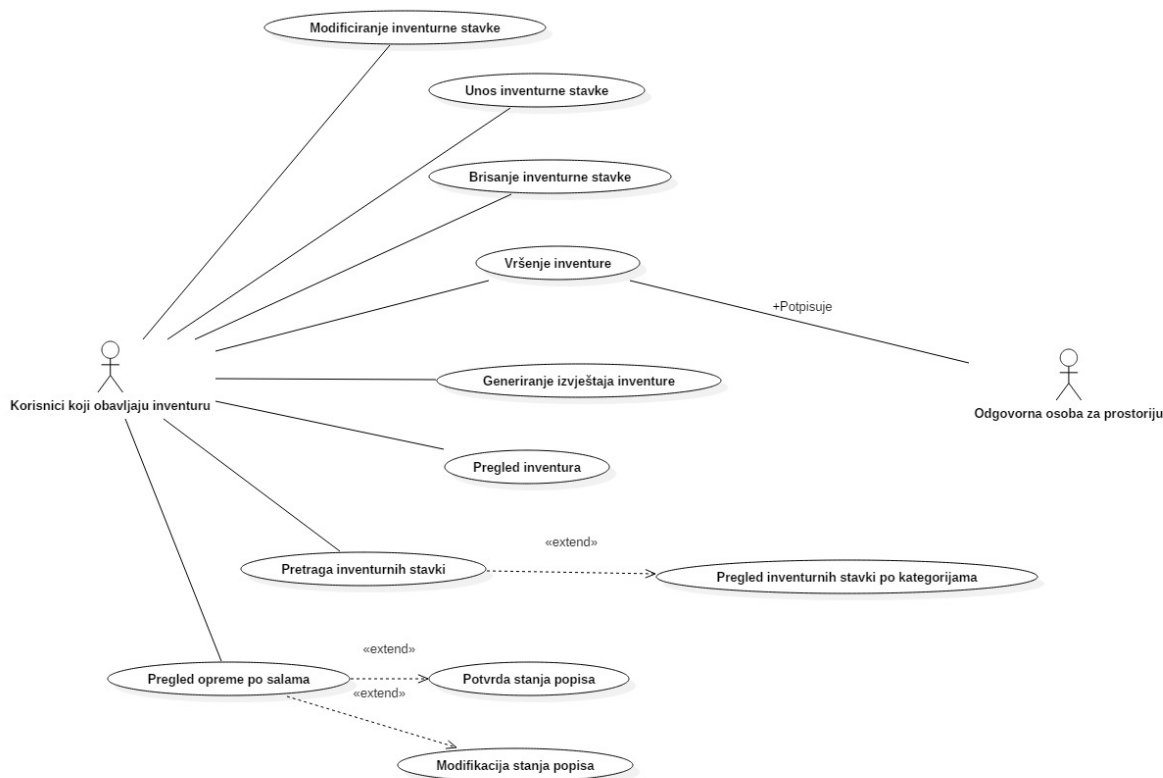 Modificiranje inventurne stavke
Unos inventurne stavke
Brisanje inventurne stavke
Vršenje inventure
+Potpisuje
Generiranje izvještaja inventure
Korisnici koji obavljaju inventuru
Odgovorna osoba za prostoriju
Pregled inventura
«extend»
Pretraga inventurnih stavki
Pregled inventurnih stavki po kategorijama
«extend»
Pregled opreme po salama
Potvrda stanja popisa
«extend»
Modifikacija stanja popisa